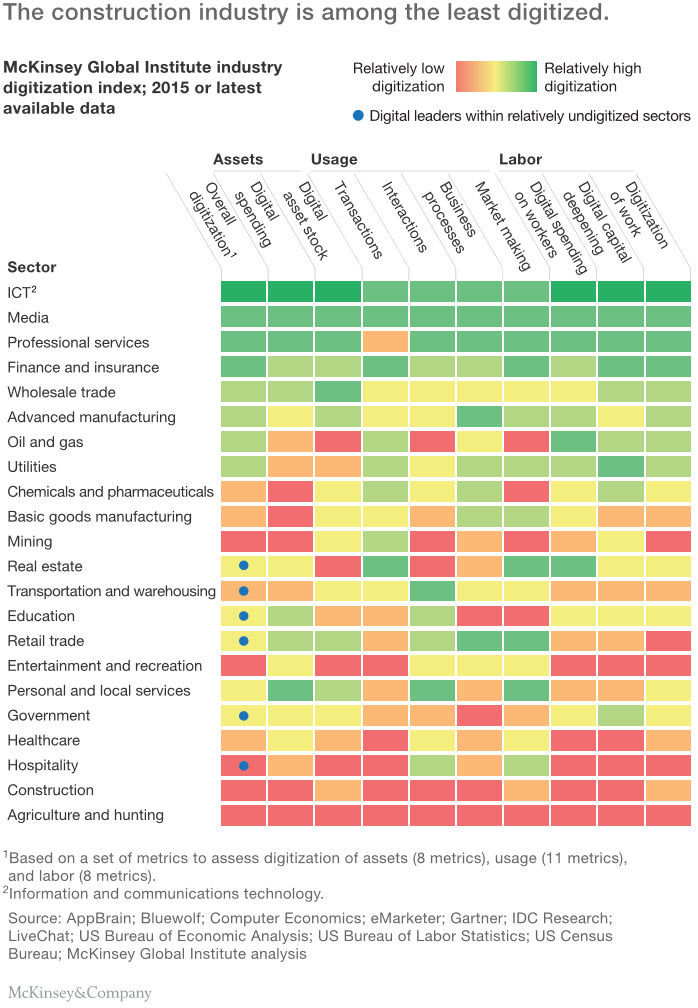 The construction industry is among the least digitized.
McKinsey Global Institute industry
digitization index; 2015 or latest
available data
Relatively low
digitization
Relatively high
digitization
Digital leaders within relatively undigitized sectors
Assets
Usage
Labor
Overall
digitization1
Digital
spending
Digital
asset stock
Transactions
Interactions
Business
processes
Market making
Digital spending
on workers
Digital capital
deepening
Digitization
of work
Sector
ICT2
Media
Professional services
Finance and insurance
Wholesale trade
Advanced manufacturing
Oil and gas
Utilities
Chemicals and pharmaceuticals
Basic goods manufacturing
Mining
Real estate
Transportation and warehousing
Education
Retail trade
Entertainment and recreation
Personal and local services
Government
Healthcare
Hospitality
Construction
Agriculture and hunting
1Based on a set of metrics to assess digitization of assets (8 metrics), usage (11 metrics),
and labor (8 metrics).
2Information and communications technology.
Source: AppBrain; Bluewolf; Computer Economics; eMarketer; Gartner; IDC Research;
LiveChat; US Bureau of Economic Analysis; US Bureau of Labor Statistics; US Census
Bureau; McKinsey Global Institute analysis
McKinsey&Company